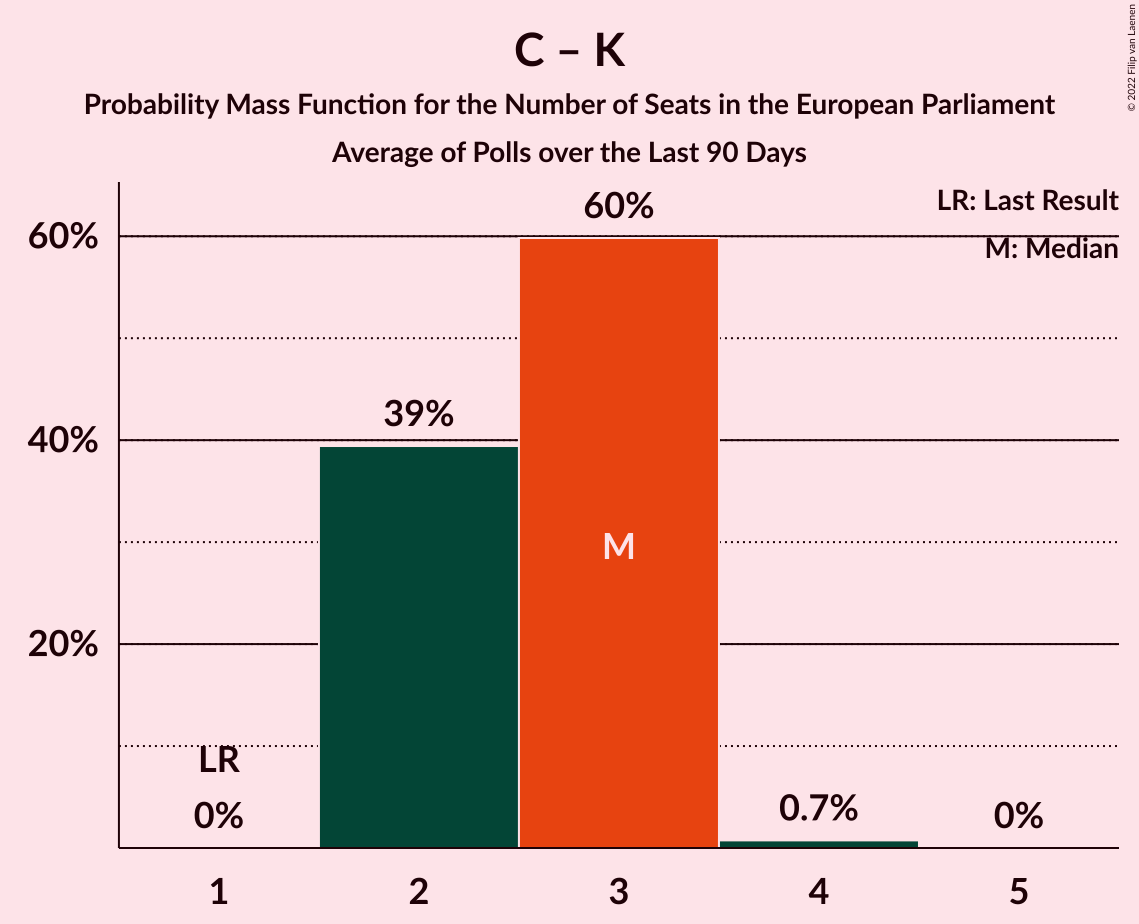 C – K
Probability Mass Function for the Number of Seats in the European Parliament
Average of Polls over the Last 90 Days
© 2022 Filip van Laenen
LR: Last Result
M: Median
60%
40%
20%
60%
39%
M
LR
0%
0.7%
0%
1 2 3 4 5